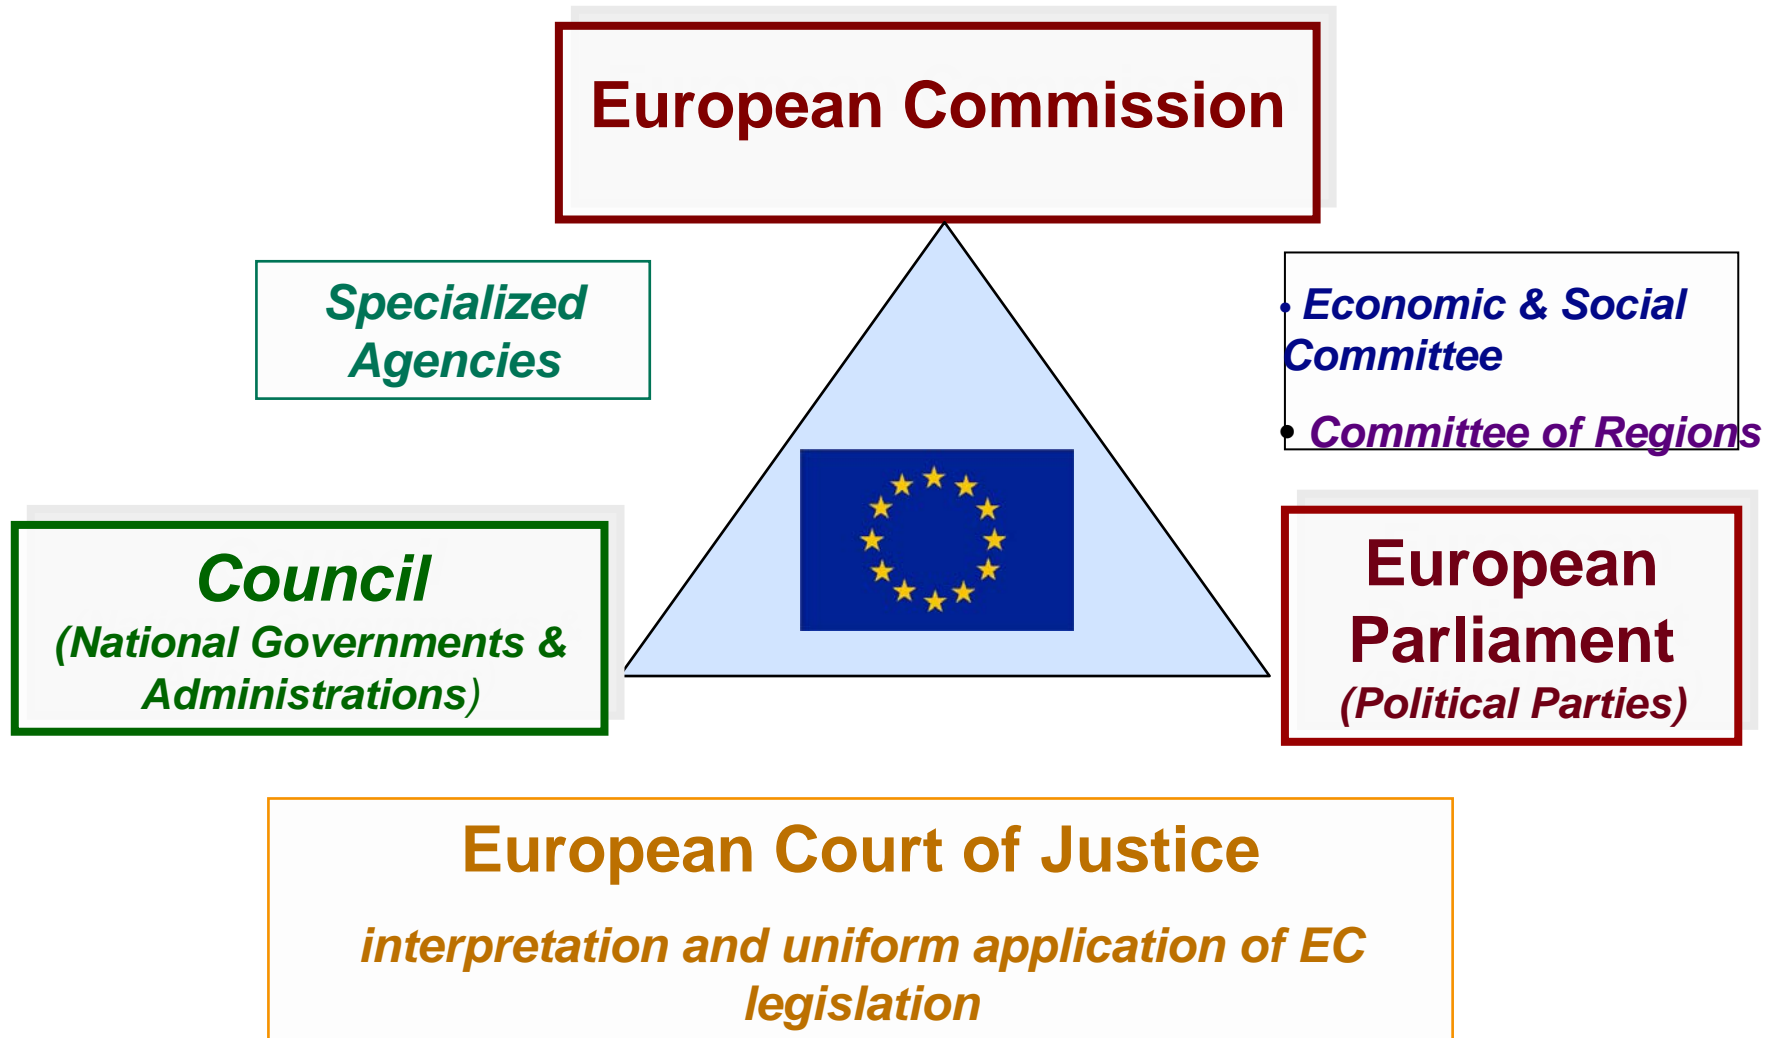 European Commission
Specialized
Agencies
• Economic & Social
Committee
• Committee of Regions
Council
(National Governments &
Administrations)
European
Parliament
(Political Parties)
European Court of Justice
interpretation and uniform application of EC
legislation